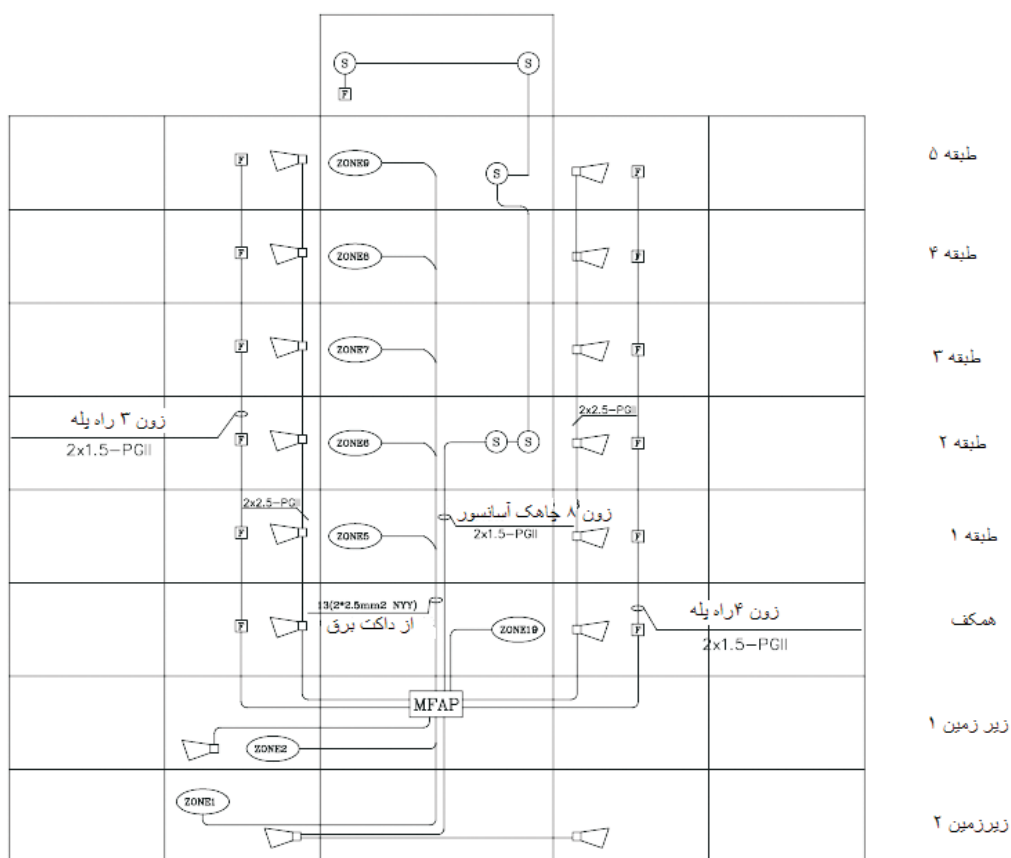 S
S
F
طبقه ۵
F
ZONE9
S
F
طبقه ۴
F
ZONE8
F
طبقه ۳
F
ZONE7
F
زون ۳ راه پله
2x1.5-PGII
2x2.5-PGII
طبقه ۲
F
ZONE6
S
S
F
2x2.5-PGII
زون ۸ چاهک آسانسور
2x1.5-PGII
طبقه ۱
F
ZONE5
F
13(2*2.5mm2 NYY)
از داکت برق
زون ۴ راه پله
2x1.5-PGII
همکف
F
ZONE19
F
MFAP
زیر زمین ۱
ZONE2
ZONE1
زیرزمین ۲